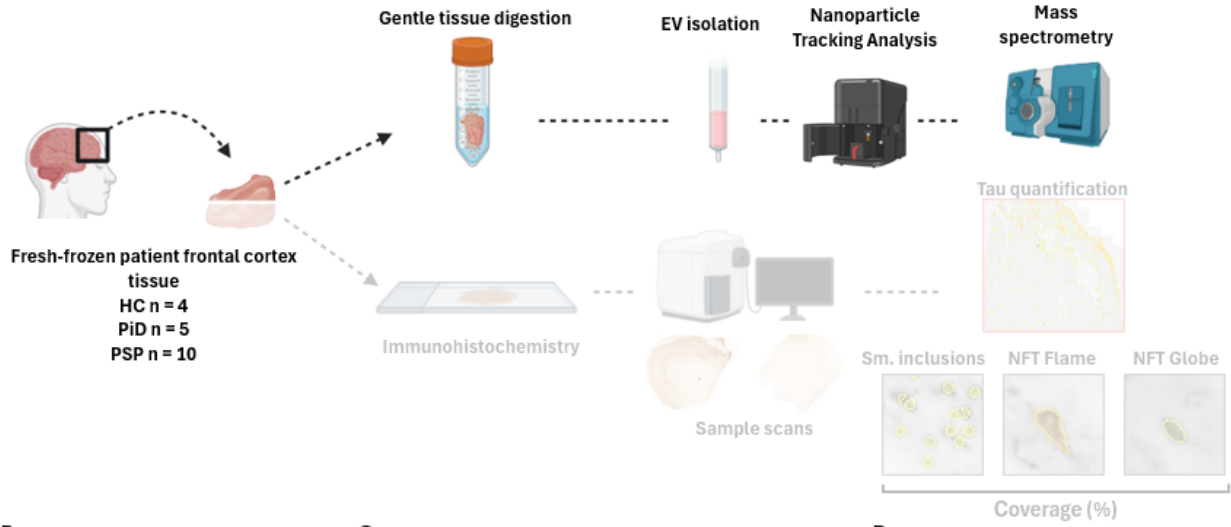 Gentle tissue digestion
EV isolation
Nanoparticle
Tracking Analysis
Mass
spectrometry
Fresh-frozen patient frontal cortex
tissue
HC n = 4
PiD n = 5
PSP n = 10
Immunohistochemistry
Sample scans
Tau quantification
Sm. inclusions
NFT Flame
NFT Globe
Coverage (%)